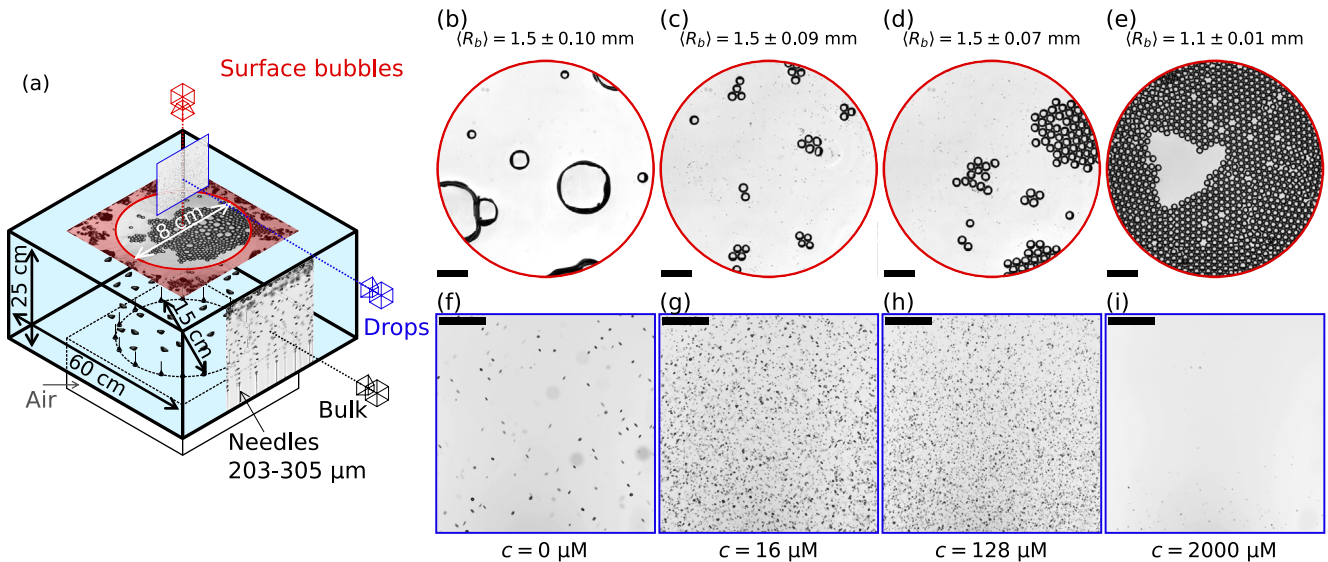 (a)
Surface bubbles
8 cm
25 cm
15 cm
60 cm
Air
Drops
Bulk
Needles
203-305 μm
(b)
⟨R_b⟩ = 1.5 ± 0.10 mm
(c)
⟨R_b⟩ = 1.5 ± 0.09 mm
(d)
⟨R_b⟩ = 1.5 ± 0.07 mm
(e)
⟨R_b⟩ = 1.1 ± 0.01 mm
(f)
(g)
(h)
(i)
c = 0 μM
c = 16 μM
c = 128 μM
c = 2000 μM